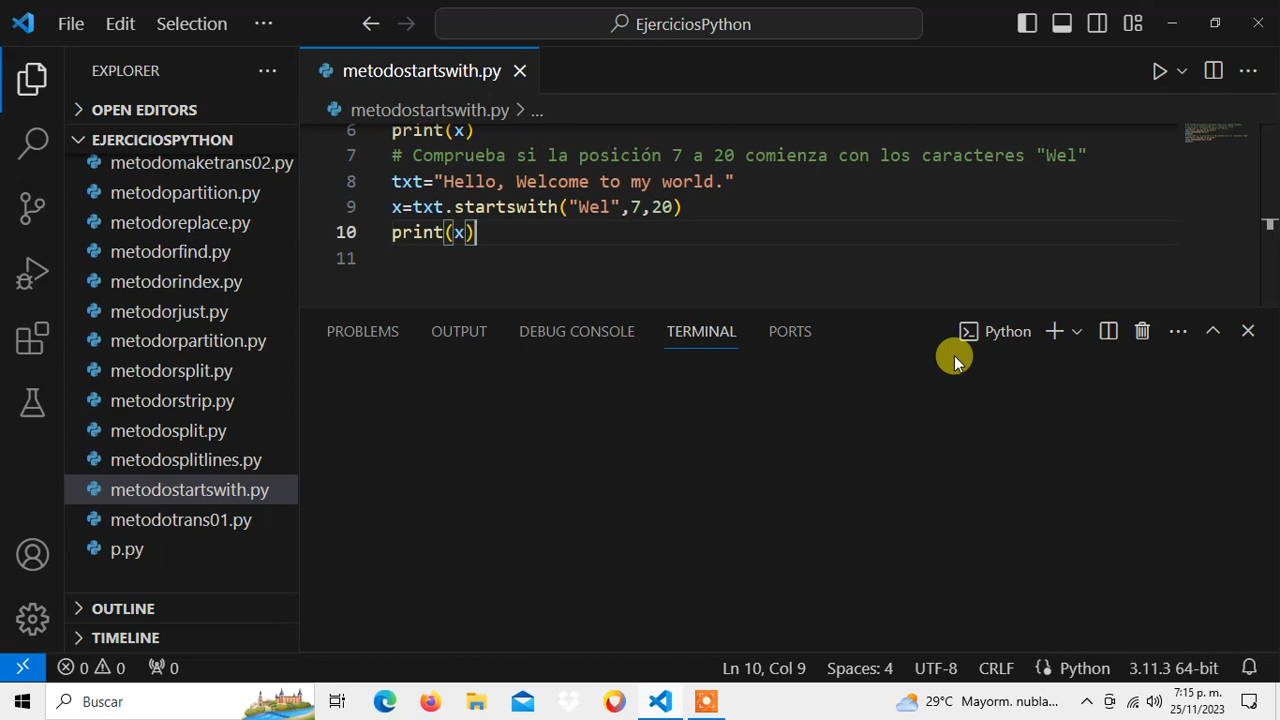 File Edit Selection ···
EjerciciosPython
EXPLORER
metodostartswith.py
OPEN EDITORS
metodostartswith.py > ...
EJERCICIOSPYTHON
metodomaketrans02.py
metodopartition.py
metodoreplace.py
metodorfind.py
metodorindex.py
metodorjust.py
metodorpartition.py
metodorsplit.py
metodorstrip.py
metodosplit.py
metodosplitlines.py
metodostartswith.py
metodotrans01.py
p.py
OUTLINE
TIMELINE
6 print(x)
7 # Comprueba si la posición 7 a 20 comienza con los caracteres "Wel"
8 txt="Hello, Welcome to my world."
9 x=txt.startswith("Wel",7,20)
10 print(x)
11
PROBLEMS OUTPUT DEBUG CONSOLE TERMINAL PORTS
Python
0 0 0
Ln 10, Col 9 Spaces: 4 UTF-8 CRLF Python 3.11.3 64-bit
Buscar
29°C Mayorm. nubla...
7:15 p. m.
25/11/2023